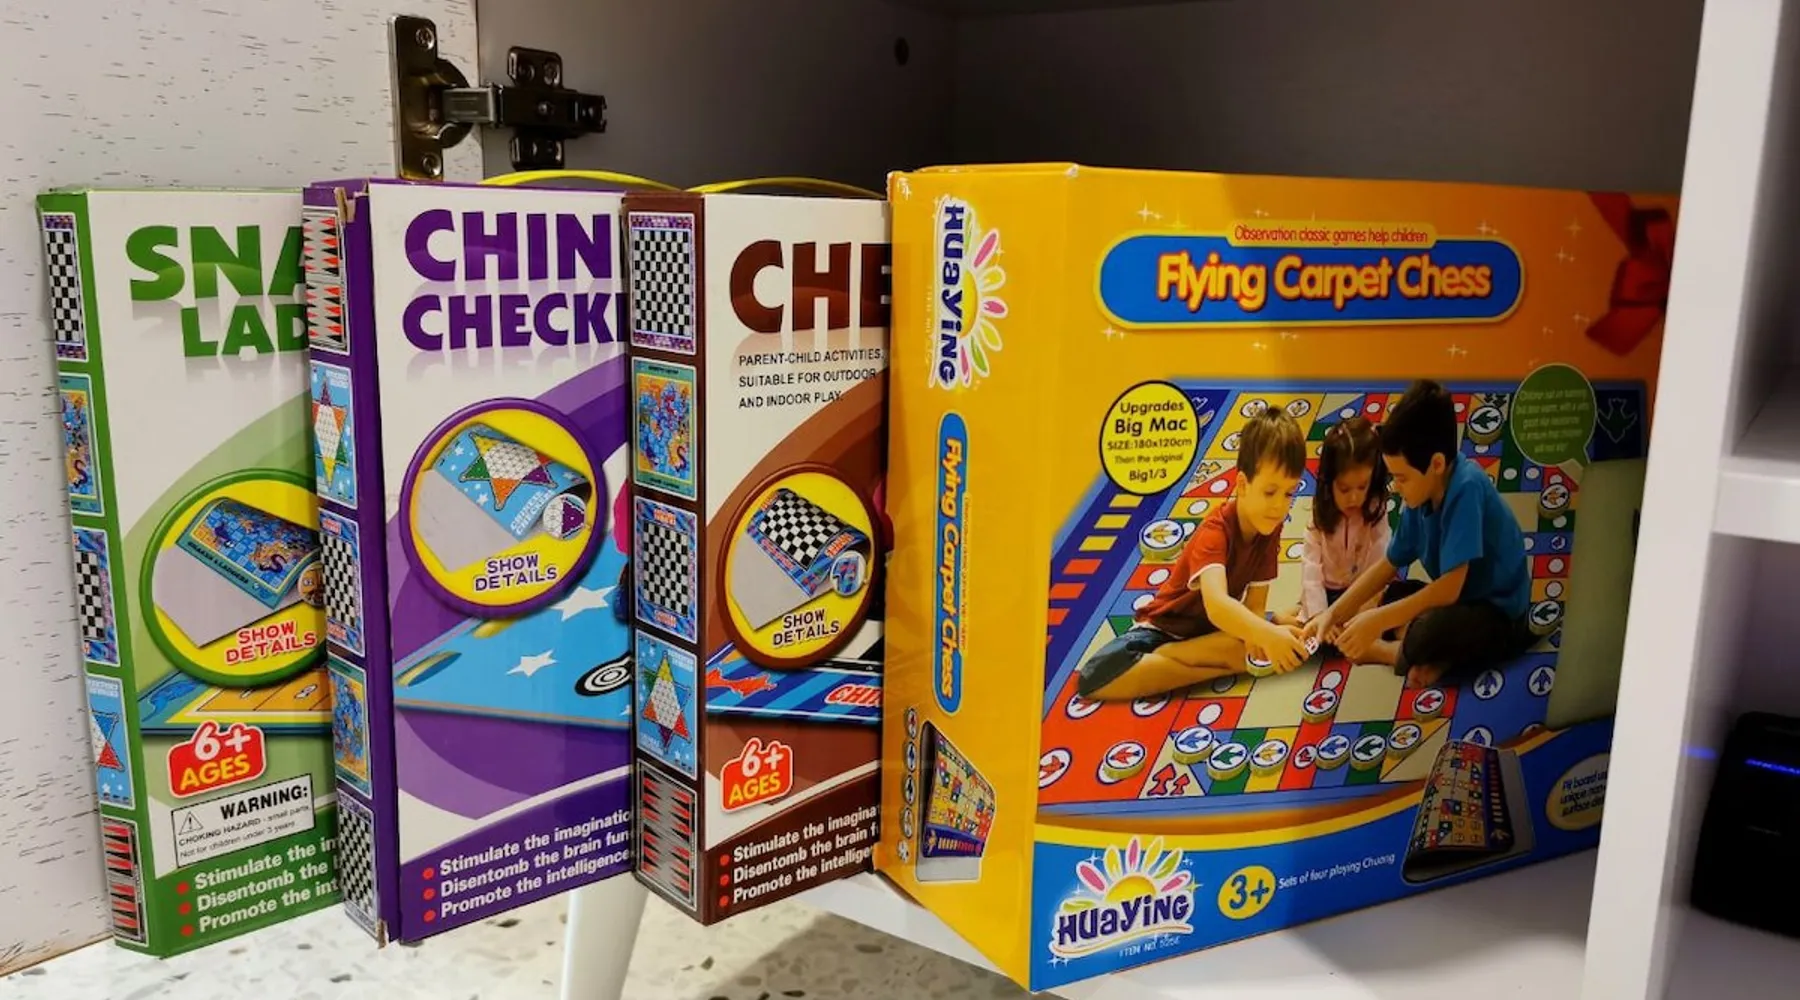 SNA
LAD
SHOW
DETAILS
6+
AGES
WARNING:
CHOKING HAZARD - small parts
Not for children under 3 years
Stimulate the in
Disentomb the
Promote the int
CHIN
CHECK
SHOW
DETAILS
Stimulate the imaginatio
Disentomb the brain fun
Promote the intelligence
CHE
PARENT-CHILD ACTIVITIES,
SUITABLE FOR OUTDOOR
AND INDOOR PLAY.
SHOW
DETAILS
6+
AGES
Stimulate the imagina
Disentomb the brain f
Promote the intellige
HUaYiNG
Flying Carpet Chess
Observation classic games help children
Flying Carpet Chess
Upgrades
Big Mac
SIZE:180x120cm
Than the original
Big1/3
HUaYiNG
3+
Sets of four playing Chuang